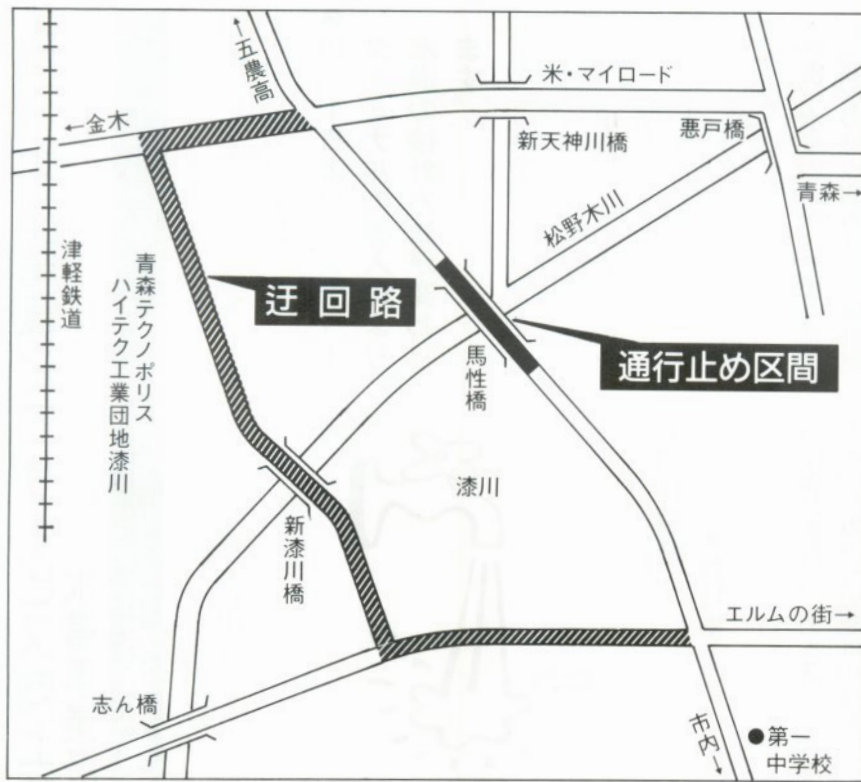 ←五農高
米・マイロード
←金木
新天神川橋
悪戸橋
青森→
松野木川
津軽鉄道
青森テクノポリス
ハイテク工業団地漆川
迂回路
馬性橋
通行止め区間
漆川
新漆川橋
エルムの街→
志ん橋
市内→
●第一
中学校